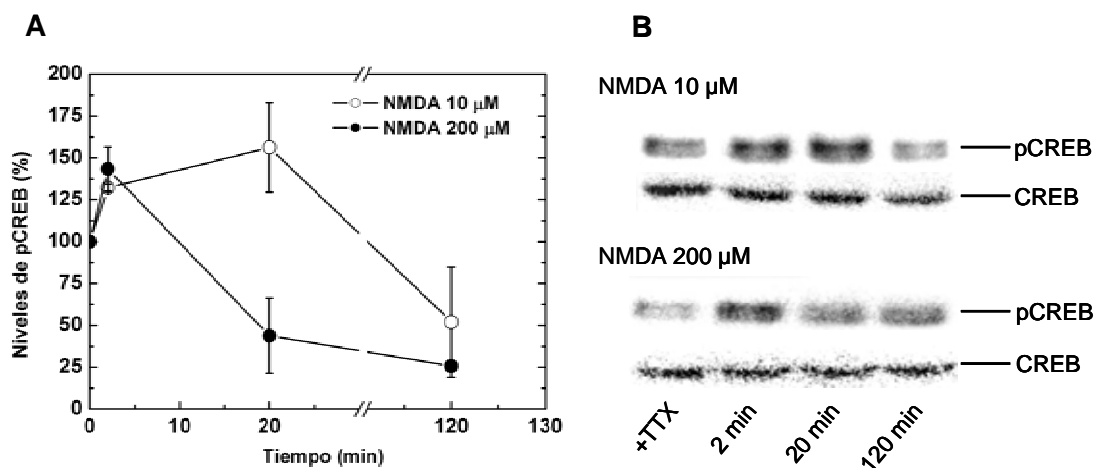 A
Niveles de pCREB (%)
200
175
150
125
100
75
50
25
0
NMDA 10 μM
NMDA 200 μM
0
10
20
120
130
Tiempo (min)
B
NMDA 10 µM
pCREB
CREB
NMDA 200 µM
pCREB
CREB
+TTX
2 min
20 min
120 min